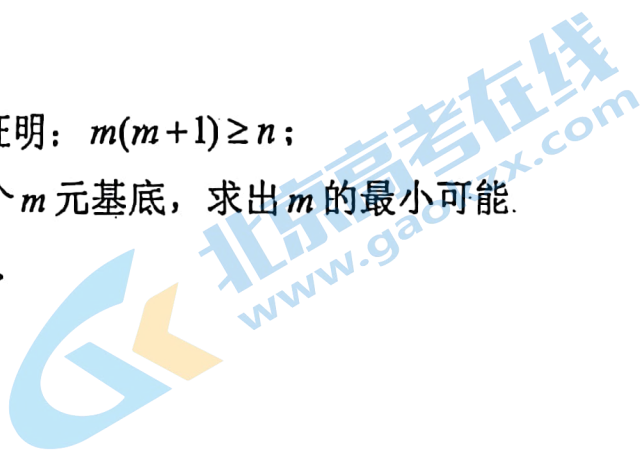 证明：m(m+1)≥n；
个m元基底，求出m的最小可能.
.
北京高考在线
www.gaokzx.com